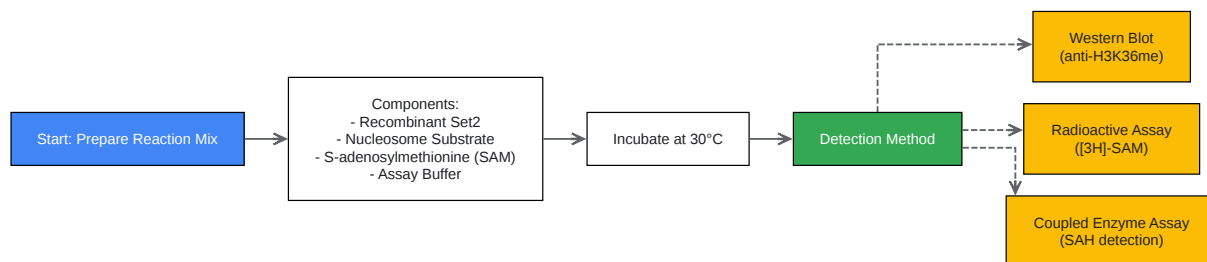 Start: Prepare Reaction Mix
Components:
- Recombinant Set2
- Nucleosome Substrate
- S-adenosylmethionine (SAM)
- Assay Buffer
Incubate at 30°C
Detection Method
Western Blot
(anti-H3K36me)
Radioactive Assay
([3H]-SAM)
Coupled Enzyme Assay
(SAH detection)